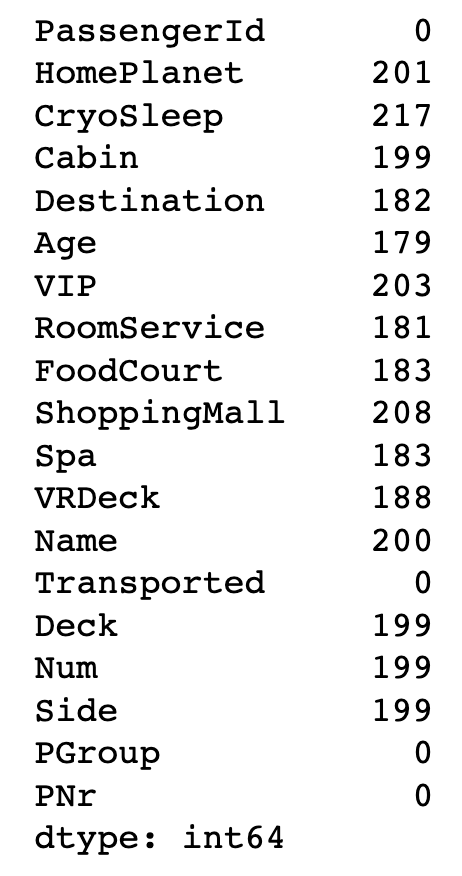 PassengerId 0
HomePlanet 201
CryoSleep 217
Cabin 199
Destination 182
Age 179
VIP 203
RoomService 181
FoodCourt 183
ShoppingMall 208
Spa 183
VRDeck 188
Name 200
Transported 0
Deck 199
Num 199
Side 199
PGroup 0
PNr 0
dtype: int64